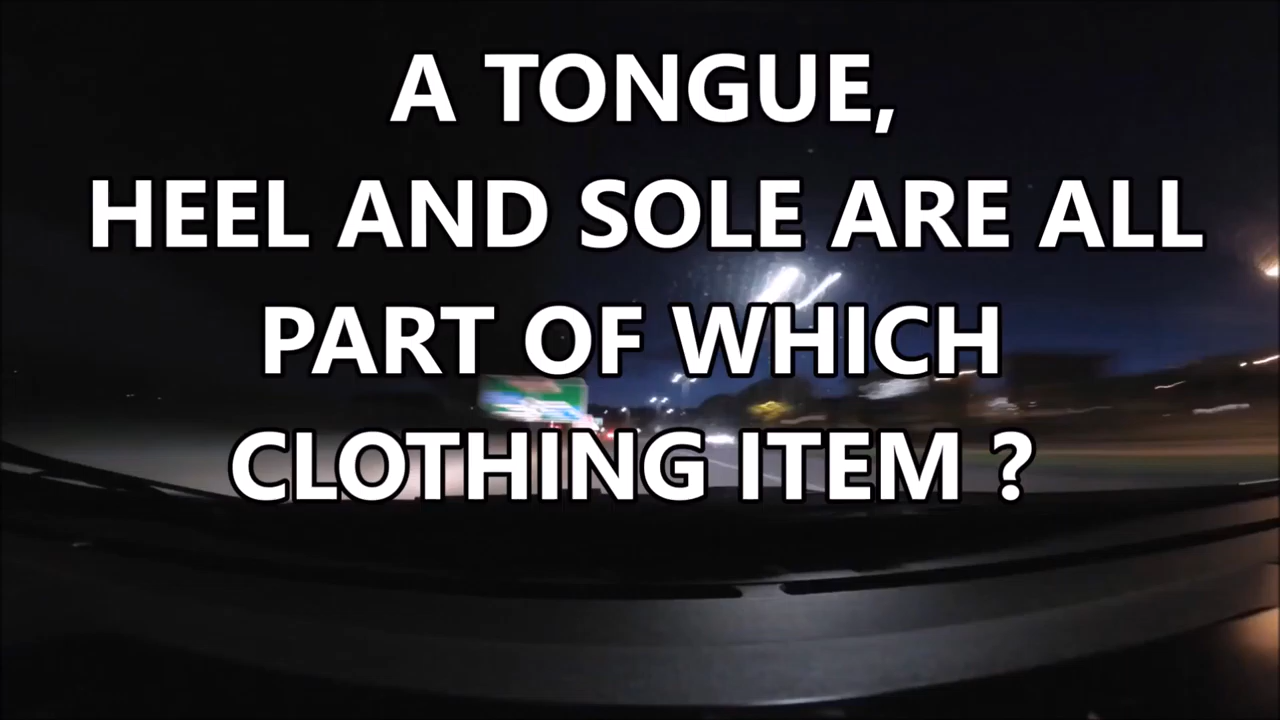 A TONGUE,
HEEL AND SOLE ARE ALL
PART OF WHICH
CLOTHING ITEM ?